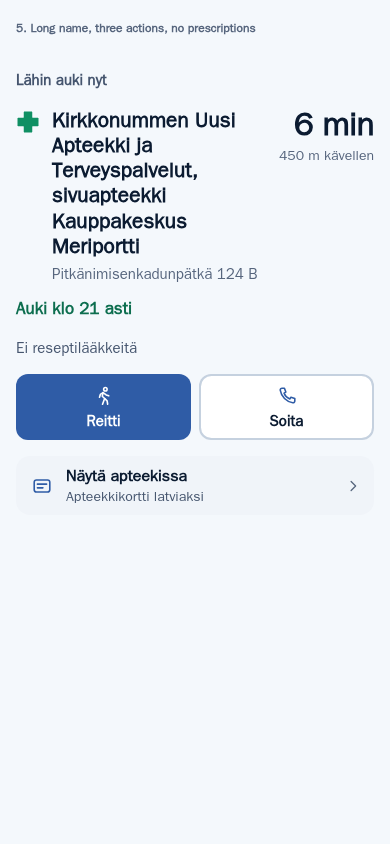 5. Long name, three actions, no prescriptions
Lähin auki nyt
Kirkkonummen Uusi
Apteekki ja
Terveyspalvelut,
sivuapteekki
Kauppakeskus
Meriportti
6 min
450 m kävellen
Pitkänimisenkadunpätkä 124 B
Auki klo 21 asti
Ei reseptilääkkeitä
Reitti
Soita
Näytä apteekissa
Apteekkikortti latviaksi